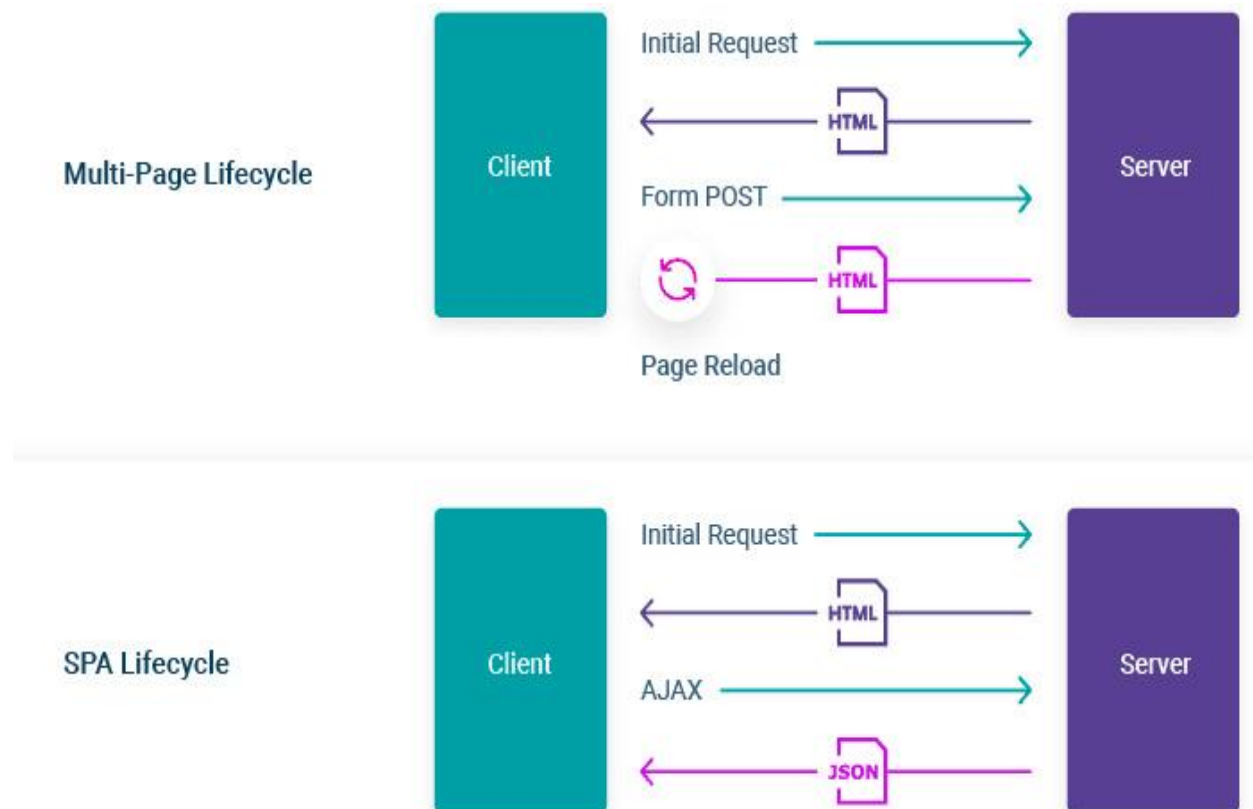 Initial Request
HTML
Multi-Page Lifecycle
Client
Server
Form POST
HTML
Page Reload
Initial Request
HTML
SPA Lifecycle
Client
Server
AJAX
JSON